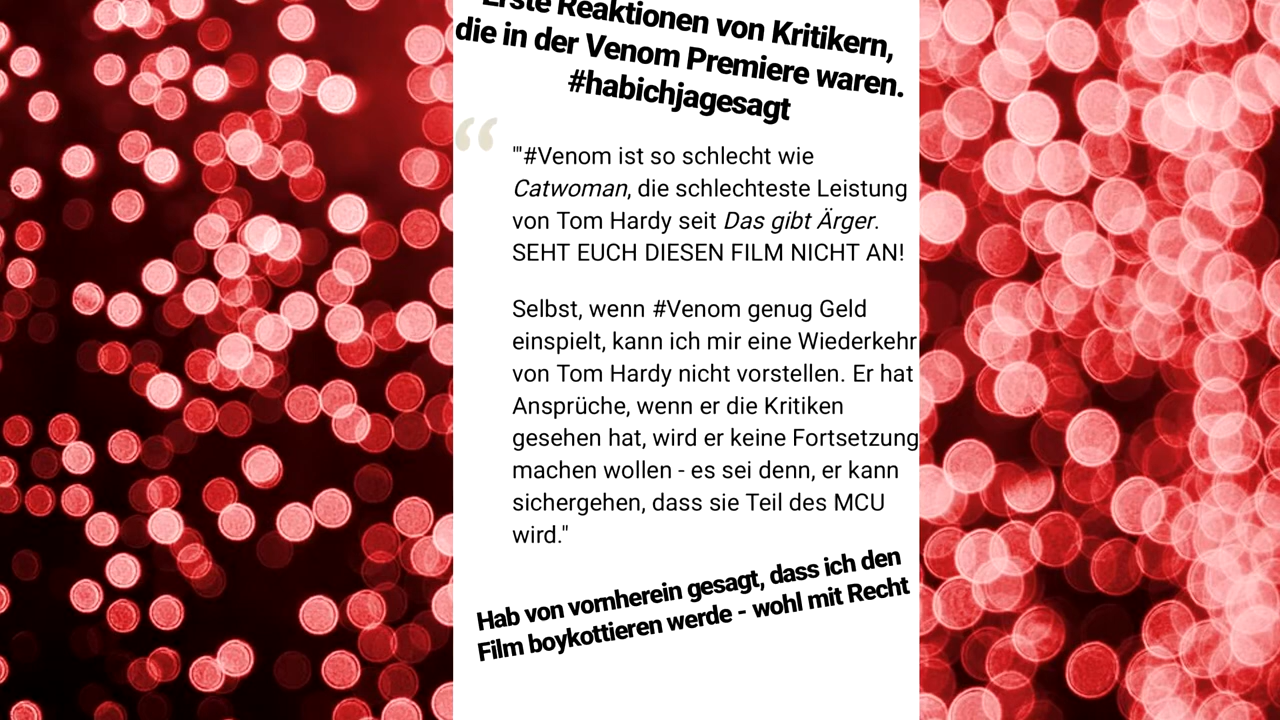 Erste Reaktionen von Kritikern,
die in der Venom Premiere waren.
#habichjagesagt
“
"'#Venom ist so schlecht wie
Catwoman, die schlechteste Leistung
von Tom Hardy seit Das gibt Ärger.
SEHT EUCH DIESEN FILM NICHT AN!
Selbst, wenn #Venom genug Geld
einspielt, kann ich mir eine Wiederkehr
von Tom Hardy nicht vorstellen. Er hat
Ansprüche, wenn er die Kritiken
gesehen hat, wird er keine Fortsetzung
machen wollen - es sei denn, er kann
sichergehen, dass sie Teil des MCU
wird."
Hab von vornherein gesagt, dass ich den
Film boykottieren werde - wohl mit Recht